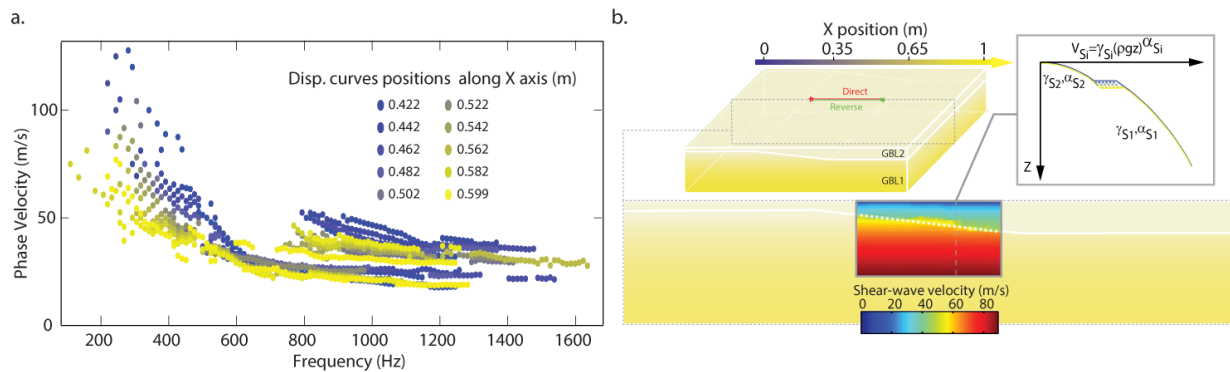 a.
Phase Velocity (m/s)
100
50
0
200 400 600 800 1000 1200 1400 1600
Frequency (Hz)
Disp. curves positions along X axis (m)
0.422 0.522
0.442 0.542
0.462 0.562
0.482 0.582
0.502 0.599
b.
X position (m)
0 0.35 0.65 1
Direct
Reverse
GBL2
GBL1
VSi=γSi(ρgz)αSi
γS2,αS2
γS1,αS1
Z
Shear-wave velocity (m/s)
0 20 40 60 80